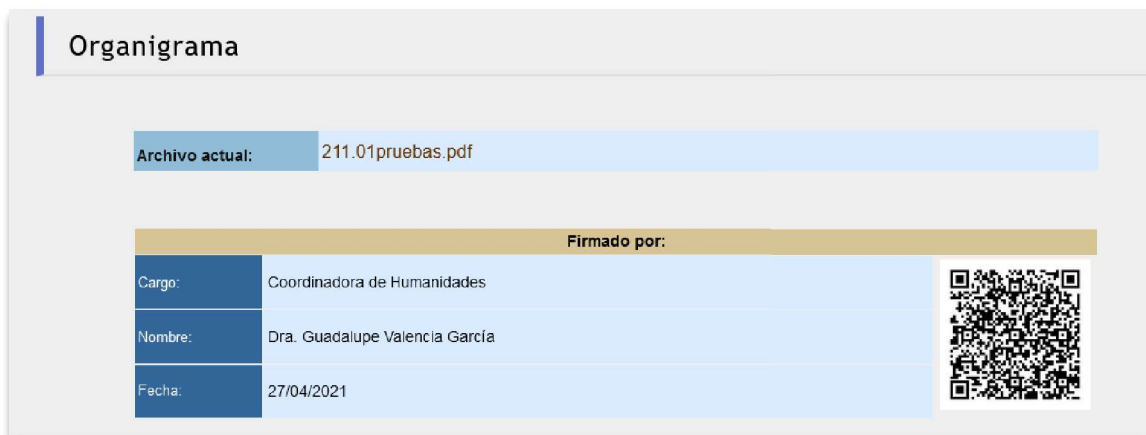 Organigrama
Archivo actual: 211.01pruebas.pdf
Firmado por:
Cargo: Coordinadora de Humanidades
Nombre: Dra. Guadalupe Valencia García
Fecha: 27/04/2021